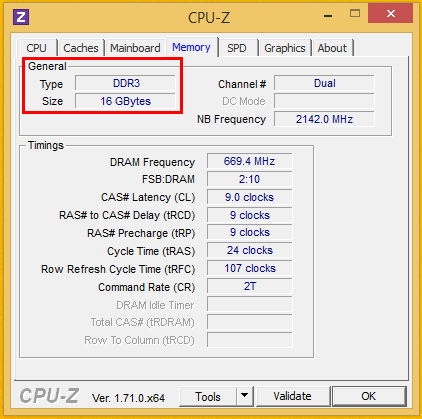 Z CPU-Z
CPU Caches Mainboard Memory SPD Graphics About
General
Type DDR3 Channel # Dual
Size 16 GBytes DC Mode
NB Frequency 2142.0 MHz
Timings
DRAM Frequency 669.4 MHz
FSB:DRAM 2:10
CAS# Latency (CL) 9.0 clocks
RAS# to CAS# Delay (tRCD) 9 clocks
RAS# Precharge (tRP) 9 clocks
Cycle Time (tRAS) 24 clocks
Row Refresh Cycle Time (tRFC) 107 clocks
Command Rate (CR) 2T
DRAM Idle Timer
Total CAS# (tRDRAM)
Row To Column (tRCD)
CPU-Z Ver. 1.71.0.x64 Tools Validate OK